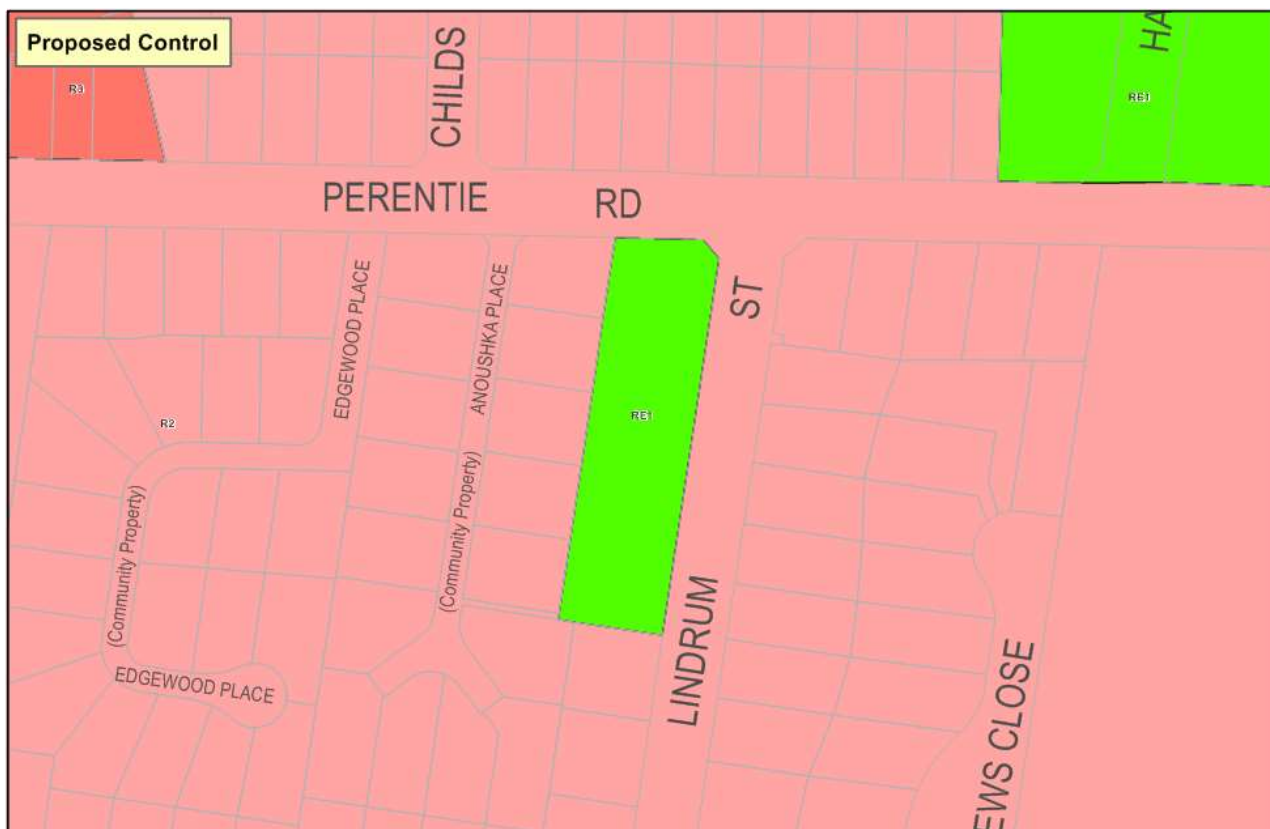 Proposed Control
CHILDS
HA
R3
RE1
PERENTIE RD
EDGEWOOD PLACE
ANOUSHKA PLACE
ST
RE1
R2
(Community Property)
(Community Property)
LINDRUM
EDGEWOOD PLACE
EWS CLOSE